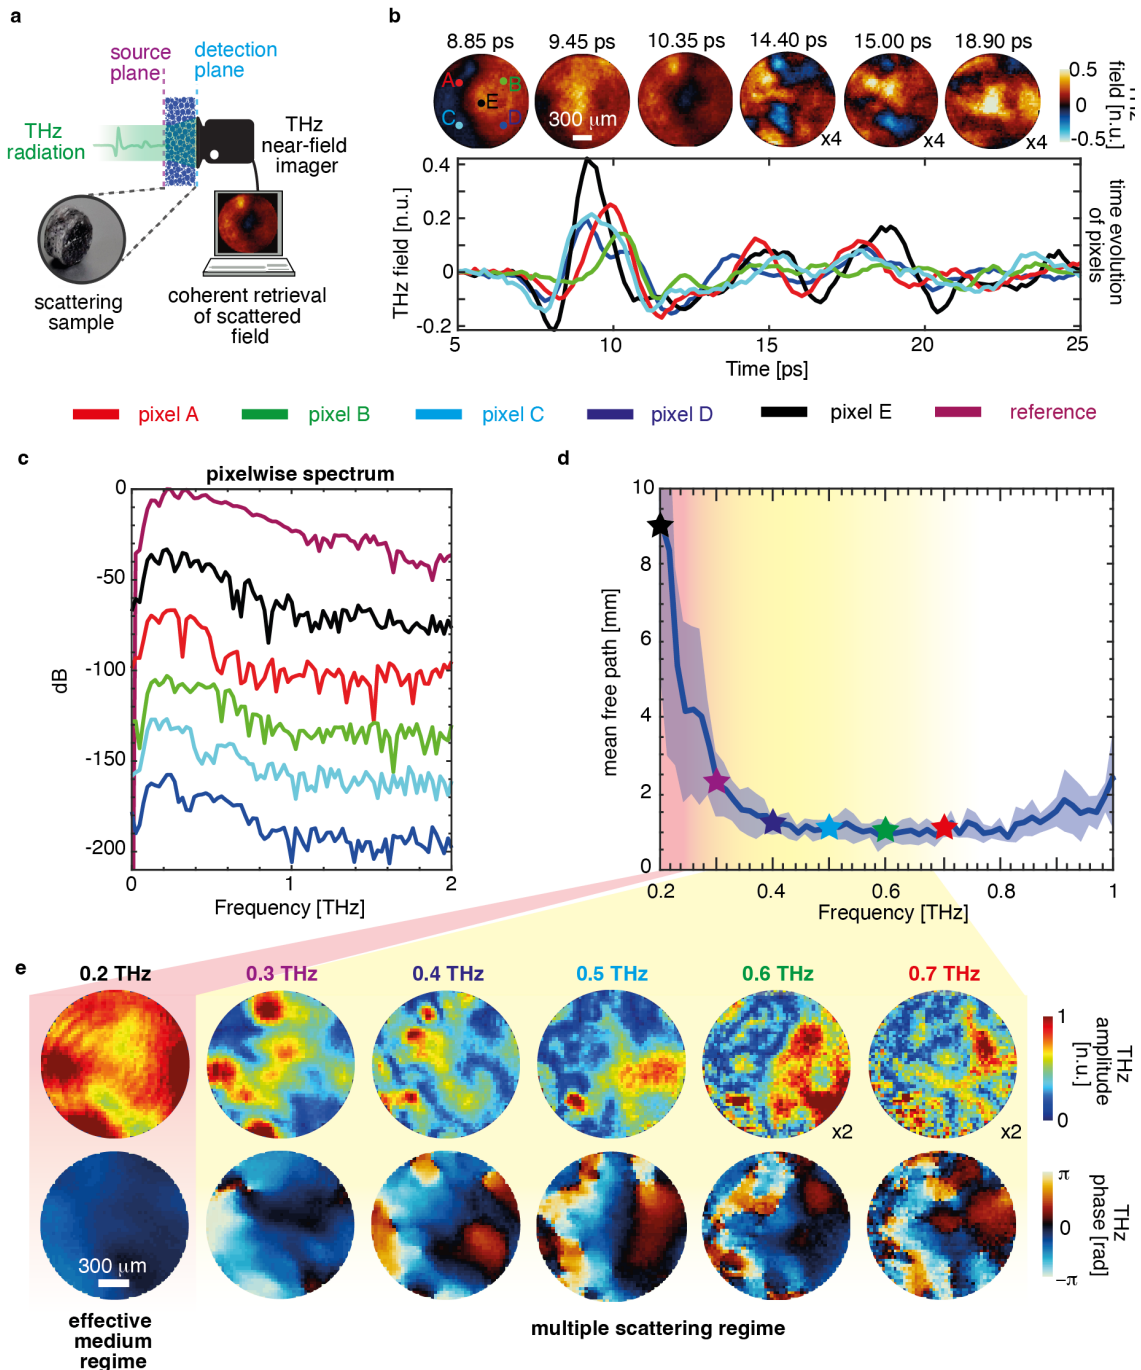 a
source
plane
detection
plane
THz
radiation
THz
near-field
imager
scattering
sample
coherent retrieval
of scattered
field
b
8.85 ps
9.45 ps
10.35 ps
14.40 ps
15.00 ps
18.90 ps
A
B
E
C
D
300 µm
x4
x4
x4
0.5
0
-0.5
THz
field [n.u.]
0.4
0.2
0
-0.2
THz field [n.u.]
time evolution
of pixels
5
10
15
20
25
Time [ps]
pixel A
pixel B
pixel C
pixel D
pixel E
reference
c
pixelwise spectrum
0
-50
-100
-150
-200
dB
0
1
2
Frequency [THz]
d
10
8
6
4
2
0
mean free path [mm]
0.2
0.4
0.6
0.8
1
Frequency [THz]
e
0.2 THz
0.3 THz
0.4 THz
0.5 THz
0.6 THz
0.7 THz
x2
x2
1
0
THz
amplitude
[n.u.]
300 µm
π
0
−π
THz
phase [rad]
effective
medium
regime
multiple scattering regime